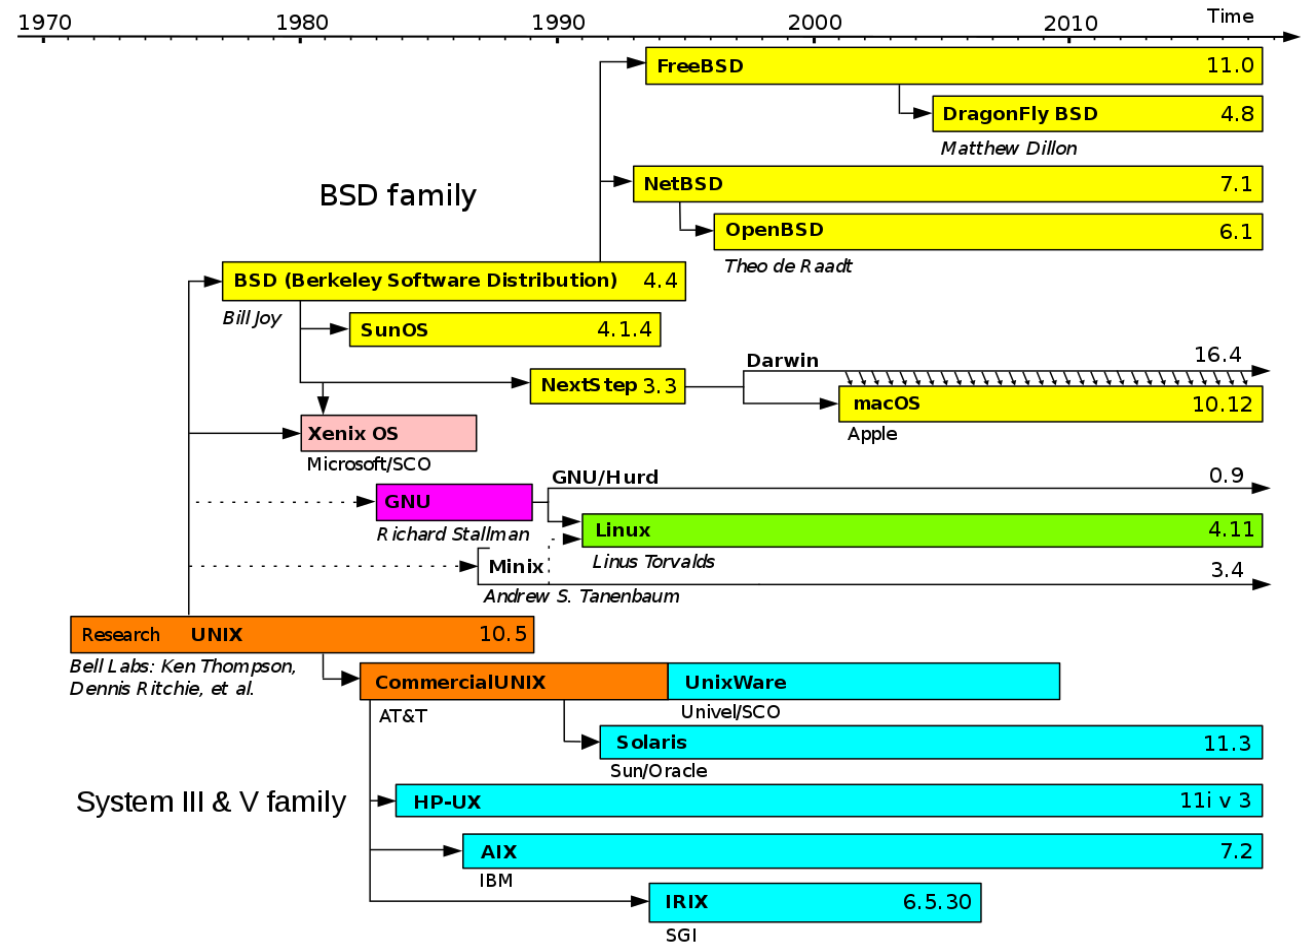 1970 1980 1990 2000 2010 Time
FreeBSD 11.0
DragonFly BSD 4.8
Matthew Dillon
BSD family
NetBSD 7.1
OpenBSD 6.1
Theo de Raadt
BSD (Berkeley Software Distribution) 4.4
Bill Joy
SunOS 4.1.4
Darwin 16.4
NextStep 3.3
macOS 10.12
Apple
Xenix OS
Microsoft/SCO
GNU/Hurd 0.9
GNU
Richard Stallman
Linux 4.11
Linus Torvalds
Minix 3.4
Andrew S. Tanenbaum
Research UNIX 10.5
Bell Labs: Ken Thompson,
Dennis Ritchie, et al.
CommercialUNIX UnixWare
AT&T Univel/SCO
Solaris 11.3
Sun/Oracle
System III & V family
HP-UX 11i v 3
AIX 7.2
IBM
IRIX 6.5.30
SGI